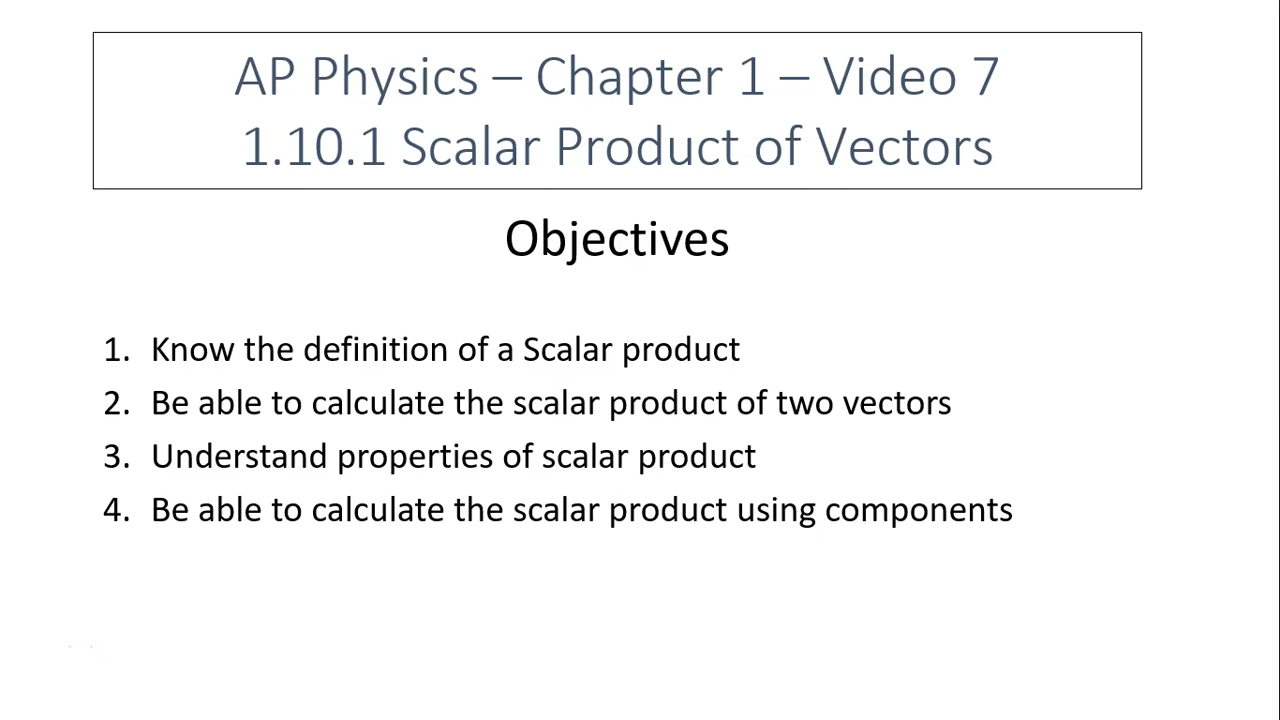 AP Physics – Chapter 1 – Video 7
1.10.1 Scalar Product of Vectors
Objectives
1. Know the definition of a Scalar product
2. Be able to calculate the scalar product of two vectors
3. Understand properties of scalar product
4. Be able to calculate the scalar product using components